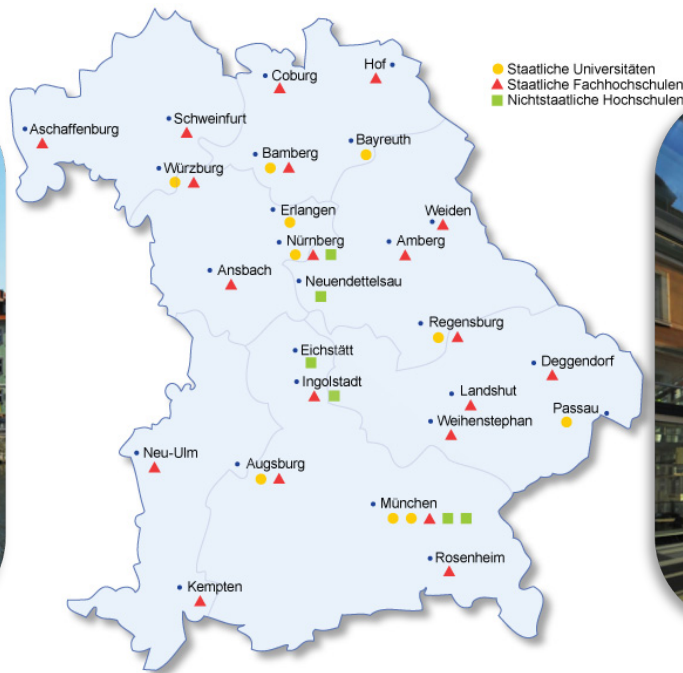 Hof
Coburg
Staatliche Universitäten
Staatliche Fachhochschulen
Nichtstaatliche Hochschulen
Schweinfurt
Aschaffenburg
Bayreuth
Bamberg
Würzburg
Erlangen
Weiden
Nürnberg
Amberg
Ansbach
Neuendettelsau
Regensburg
Eichstätt
Deggendorf
Ingolstadt
Landshut
Passau
Weihenstephan
Neu-Ulm
Augsburg
München
Rosenheim
Kempten